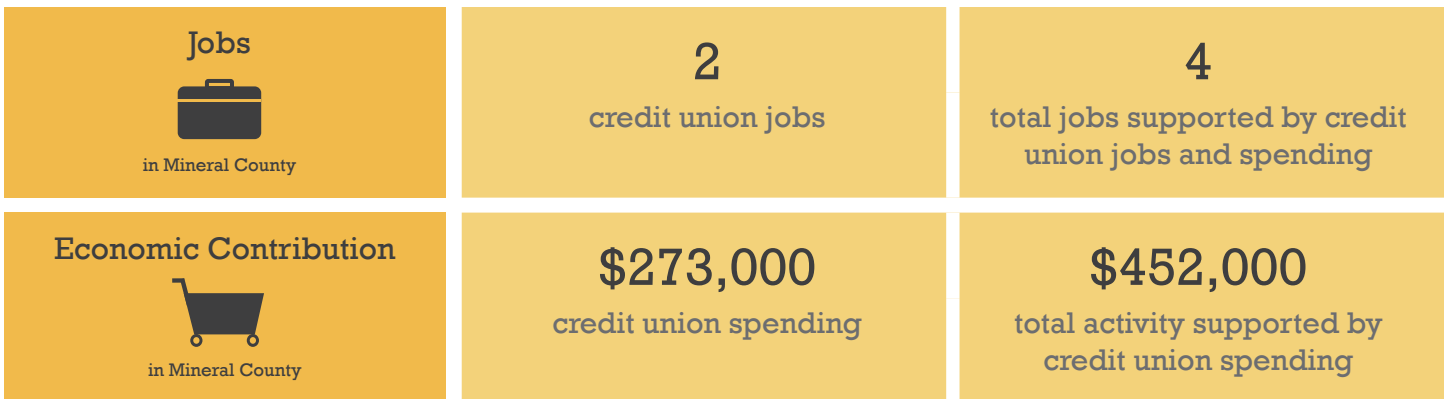 Jobs
in Mineral County
2
credit union jobs
4
total jobs supported by credit
union jobs and spending
Economic Contribution
in Mineral County
$273,000
credit union spending
$452,000
total activity supported by
credit union spending